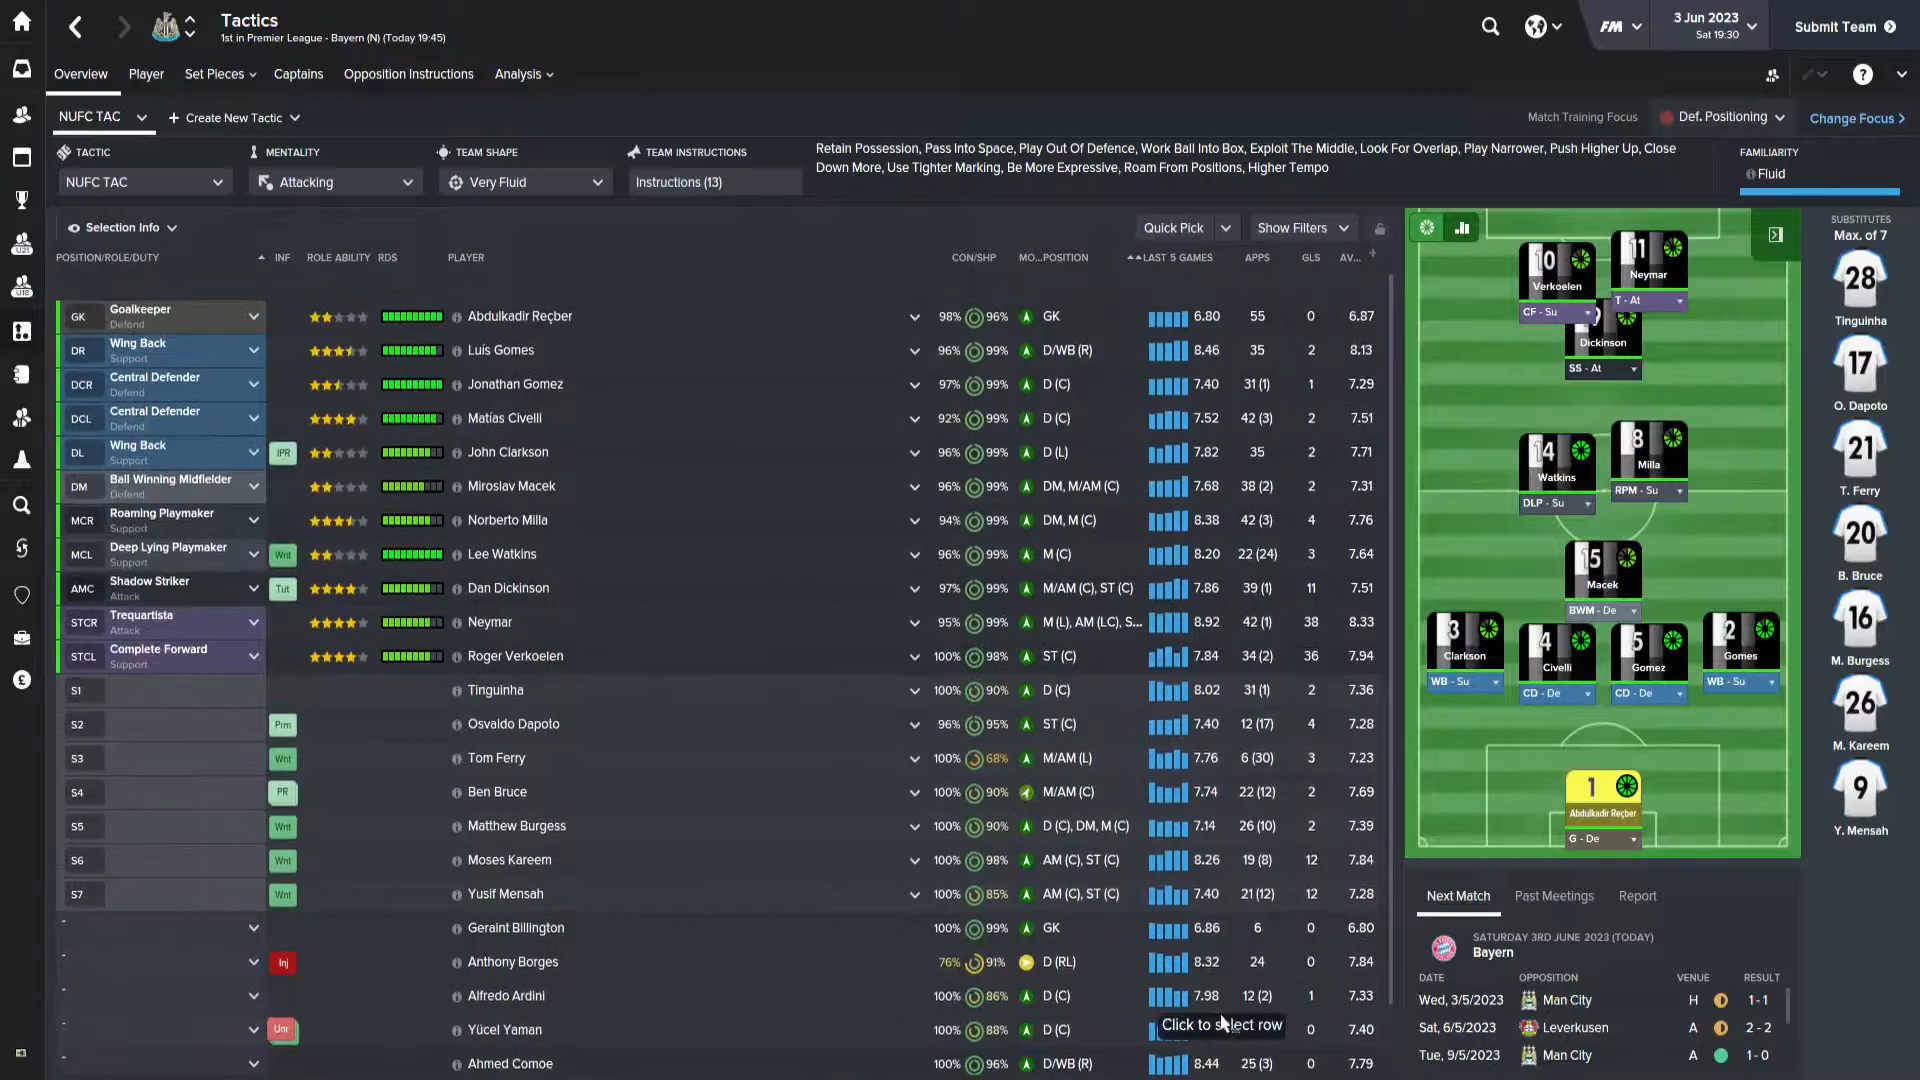 Tactics
1st in Premier League - Bayern (N) (Today 19:45)
FM
3 Jun 2023
Sat 19:30
Submit Team
Overview Player Set Pieces Captains Opposition Instructions Analysis
?
NUFC TAC + Create New Tactic
Match Training Focus Def. Positioning Change Focus >
TACTIC MENTALITY TEAM SHAPE TEAM INSTRUCTIONS
NUFC TAC Attacking Very Fluid Instructions (13)
Retain Possession, Pass Into Space, Play Out Of Defence, Work Ball Into Box, Exploit The Middle, Look For Overlap, Play Narrower, Push Higher Up, Close
Down More, Use Tighter Marking, Be More Expressive, Roam From Positions, Higher Tempo
FAMILIARITY
Fluid
Selection Info Quick Pick Show Filters
POSITION/ROLE/DUTY INF ROLE ABILITY RDS PLAYER CON/SHP MO... POSITION LAST 5 GAMES APPS GLS AV...
GK Goalkeeper Defend Abdulkadir Reçber 98% 96% GK 6.80 55 0 6.87
DR Wing Back Support Luís Gomes 96% 99% D/WB (R) 8.46 35 2 8.13
DCR Central Defender Defend Jonathan Gomez 97% 99% D (C) 7.40 31 (1) 1 7.29
DCL Central Defender Defend Matías Civelli 92% 99% D (C) 7.52 42 (3) 2 7.51
DL Wing Back Support IPR John Clarkson 96% 99% D (L) 7.82 35 2 7.71
DM Ball Winning Midfielder Defend Miroslav Macek 96% 99% DM, M/AM (C) 7.68 38 (2) 2 7.31
MCR Roaming Playmaker Support Norberto Milla 94% 99% DM, M (C) 8.38 42 (3) 4 7.76
MCL Deep Lying Playmaker Support Wnt Lee Watkins 96% 99% M (C) 8.20 22 (24) 3 7.64
AMC Shadow Striker Attack Tut Dan Dickinson 97% 99% M/AM (C), ST (C) 7.86 39 (1) 11 7.51
STCR Trequartista Attack Neymar 95% 99% M (L), AM (LC), S... 8.92 42 (1) 38 8.33
STCL Complete Forward Support Roger Verkoelen 100% 98% ST (C) 7.84 34 (2) 36 7.94
S1 Tinguinha 100% 90% D (C) 8.02 31 (1) 2 7.36
S2 Prm Osvaldo Dapoto 96% 95% ST (C) 7.40 12 (17) 4 7.28
S3 Wnt Tom Ferry 100% 68% M/AM (L) 7.76 6 (30) 3 7.23
S4 PR Ben Bruce 100% 90% M/AM (C) 7.74 22 (12) 2 7.69
S5 Wnt Matthew Burgess 100% 90% D (C), DM, M (C) 7.14 26 (10) 2 7.39
S6 Wnt Moses Kareem 100% 98% AM (C), ST (C) 8.26 19 (8) 12 7.84
S7 Wnt Yusif Mensah 100% 85% AM (C), ST (C) 7.40 21 (12) 12 7.28
- Geraint Billington 100% 99% GK 6.86 6 0 6.80
- Inj Anthony Borges 76% 91% D (RL) 8.32 24 0 7.84
- Alfredo Ardini 100% 86% D (C) 7.98 12 (2) 1 7.33
- Unr Yücel Yaman 100% 88% D (C) 0 7.40
Click to select row
- Ahmed Comoe 100% 96% D/WB (R) 8.44 25 (3) 0 7.79
10 Verkoelen CF - Su
11 Neymar T - At
Dickinson SS - At
14 Watkins DLP - Su
8 Milla RPM - Su
15 Macek BWM - De
3 Clarkson WB - Su
4 Civelli CD - De
5 Gomez CD - De
2 Gomes WB - Su
1 Abdulkadir Reçber G - De
SUBSTITUTES
Max. of 7
28 Tinguinha
17 O. Dapoto
21 T. Ferry
20 B. Bruce
16 M. Burgess
26 M. Kareem
9 Y. Mensah
Next Match Past Meetings Report
SATURDAY 3RD JUNE 2023 (TODAY)
Bayern
DATE OPPOSITION VENUE RESULT
Wed, 3/5/2023 Man City H 1-1
Sat, 6/5/2023 Leverkusen A 2-2
Tue, 9/5/2023 Man City A 1-0